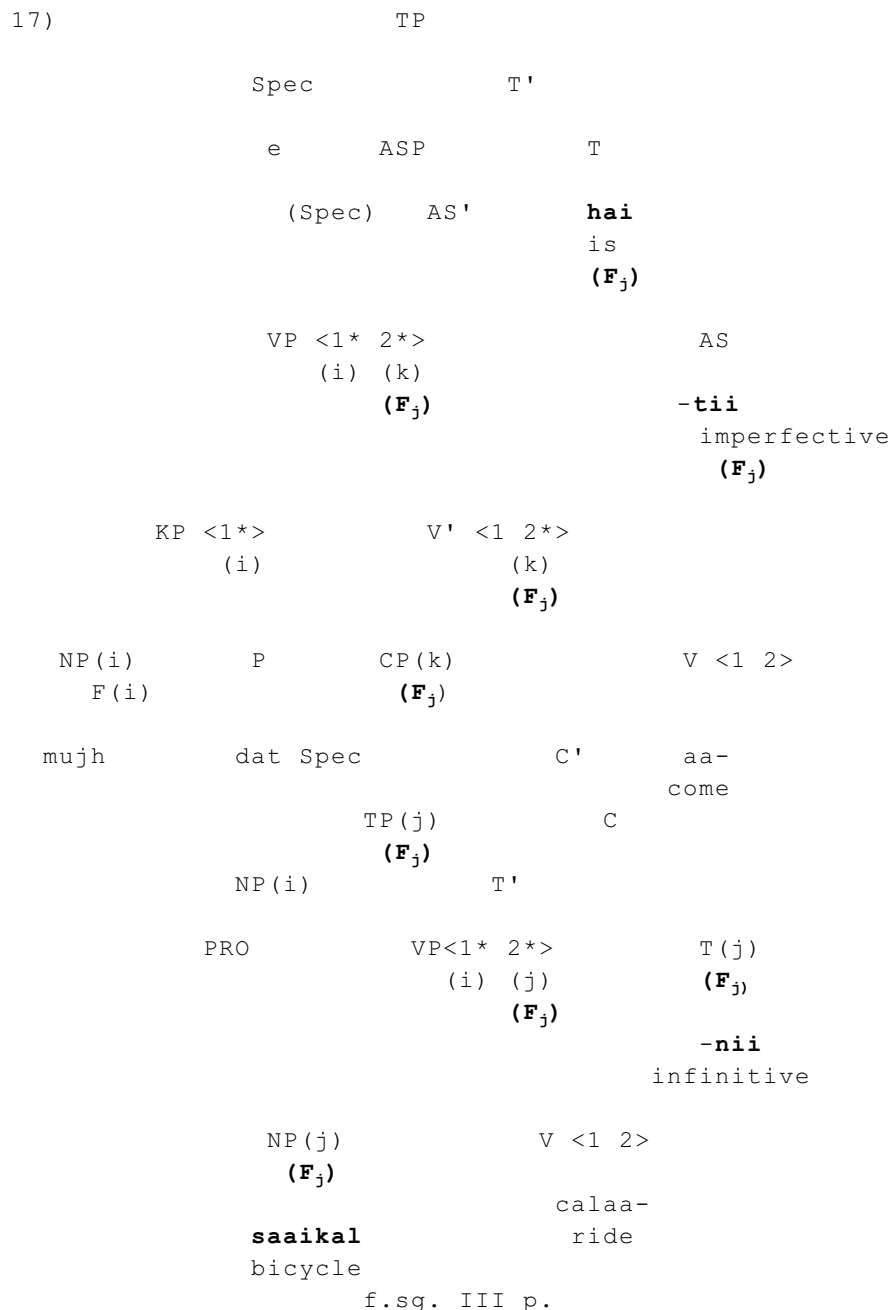 17) TP
Spec T'
e ASP T
(Spec) AS' hai
is
(Fj)
VP <1* 2*> AS
(i) (k)
(Fj) -tii
imperfective
(Fj)
KP <1*> V' <1 2*>
(i) (k)
(Fj)
NP(i) P CP(k) V <1 2>
F(i) (Fj)
mujh dat Spec C' aa-
come
TP(j) C
(Fj)
NP(i) T'
PRO VP<1* 2*> T(j)
(i) (j) (Fj)
(Fj)
-nii
infinitive
NP(j) V <1 2>
(Fj)
calaa-
saaikal ride
bicycle
f.sg. III p.